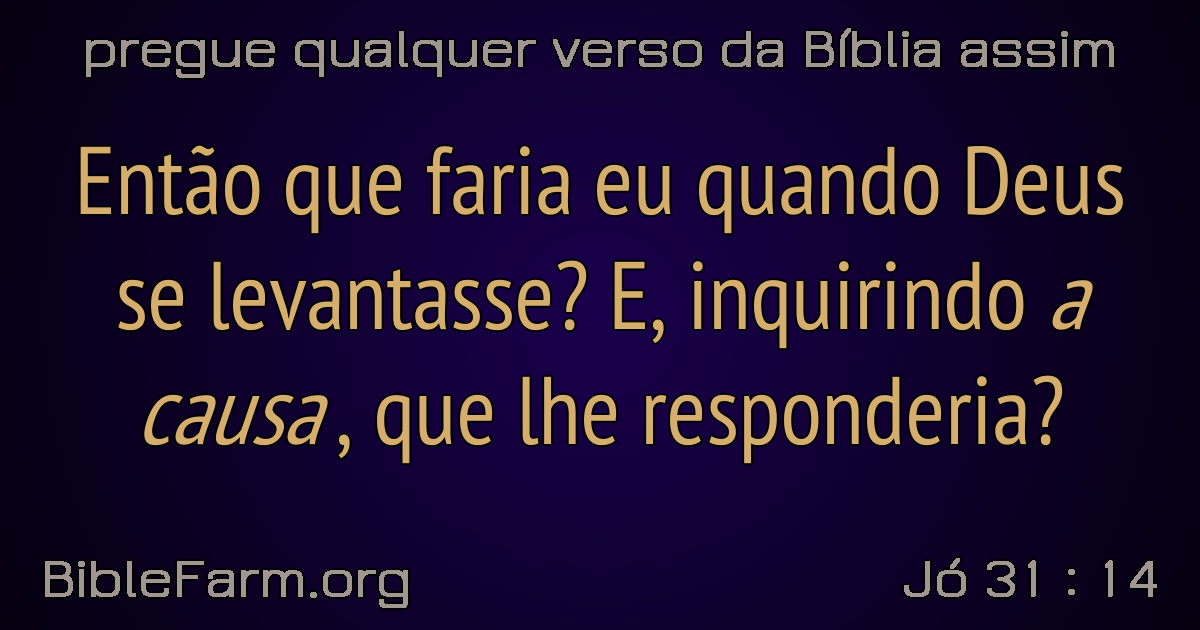 pregue qualquer verso da Bíblia assim
Então que faria eu quando Deus
se levantasse? E, inquirindo a
causa , que lhe responderia?
BibleFarm.org
Jó 31 : 14